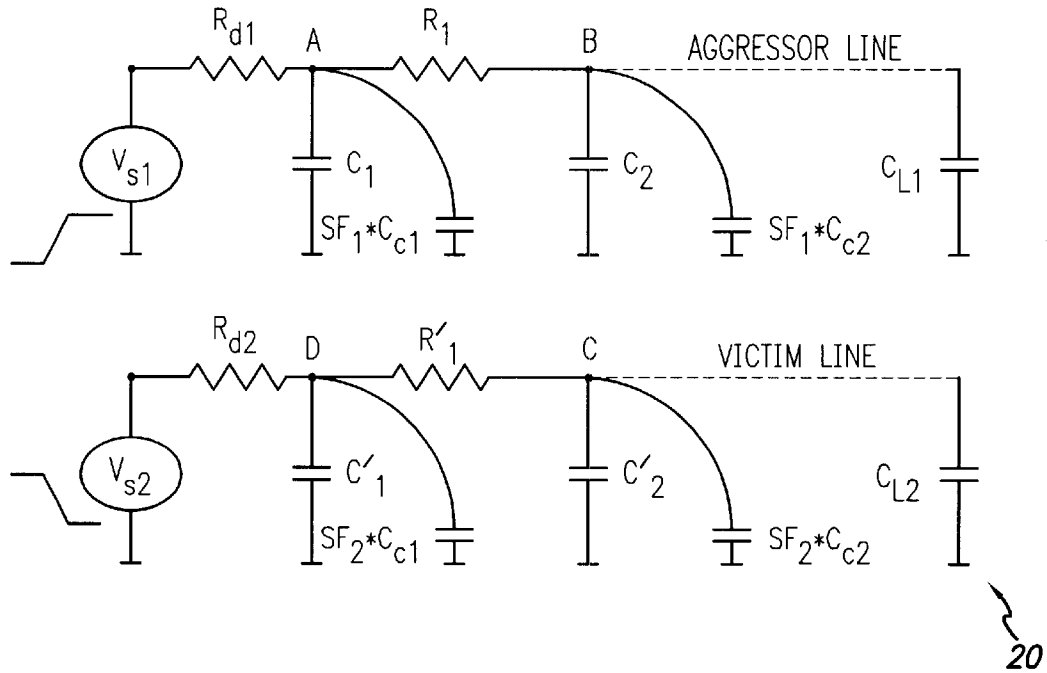 R_d1
A
R_1
B
AGGRESSOR LINE
V_s1
C_1
SF_1*C_c1
C_2
SF_1*C_c2
C_L1
R_d2
D
R′_1
C
VICTIM LINE
V_s2
C′_1
SF_2*C_c1
C′_2
SF_2*C_c2
C_L2
20